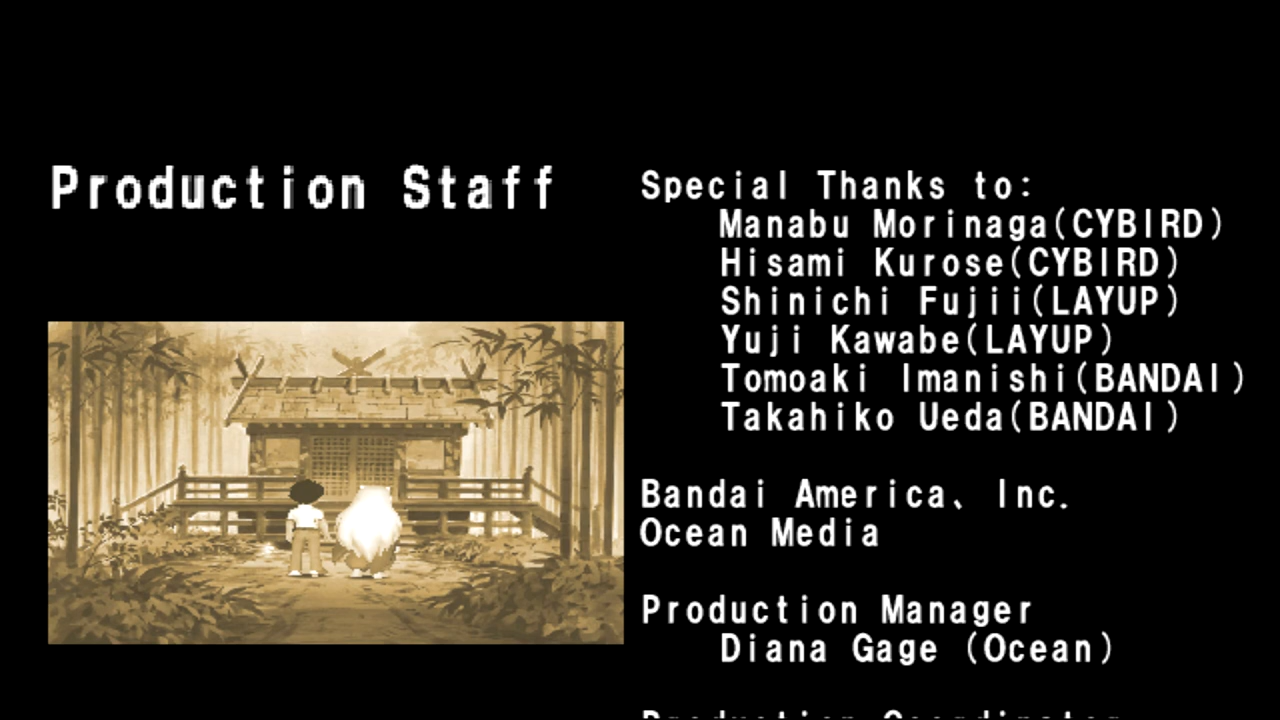 Production Staff
Special Thanks to:
Manabu Morinaga(CYBIRD)
Hisami Kurose(CYBIRD)
Shinichi Fujii(LAYUP)
Yuji Kawabe(LAYUP)
Tomoaki Imanishi(BANDAI)
Takahiko Ueda(BANDAI)
Bandai America、Inc.
Ocean Media
Production Manager
Diana Gage (Ocean)